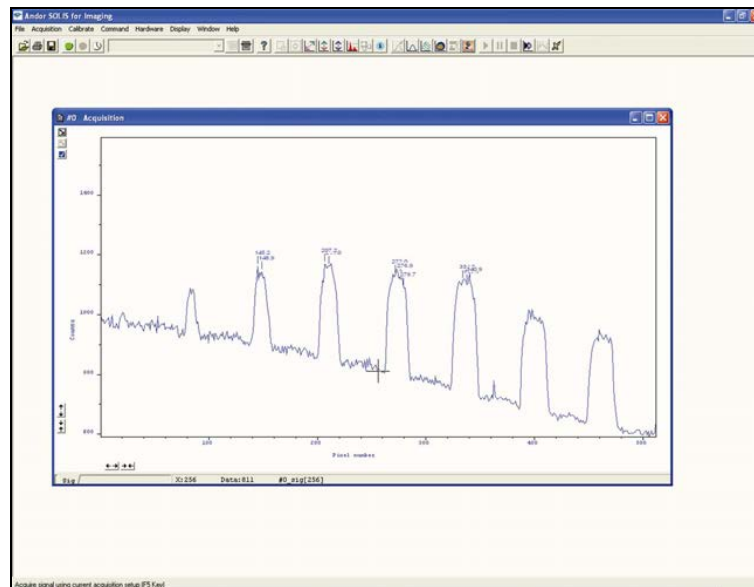 Andor SOLIS for Imaging
File Acquisition Calibrate Command Hardware Display Window Help
#0 Acquisition
1200
1000
800
600
Counts
100 200 300 400 500
Pixel number
Sig X:256 Data:811 #0_sig[256]
Acquire signal using current acquisition setup (F5 Key)